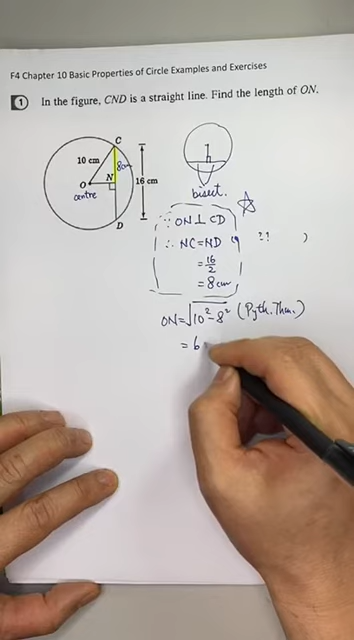 F4 Chapter 10 Basic Properties of Circle Examples and Exercises
1 In the figure, CND is a straight line. Find the length of ON.
C
10 cm
8cm
N
O
16 cm
centre
D
bisect.
∵ ON⊥CD
∴ NC=ND ( ?? )
=16/2
=8cm
ON=√10²-8² (Pyth. Thm.)
=6